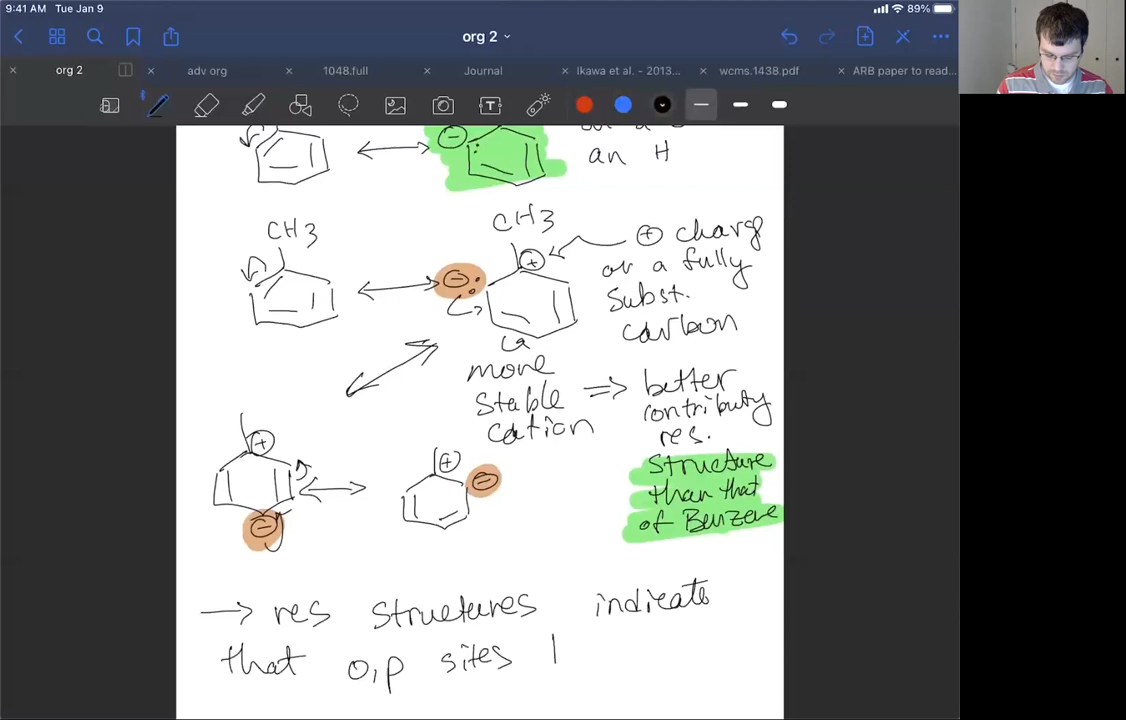 9:41 AM Tue Jan 9
89%
org 2
org 2
adv org
1048.full
Journal
Ikawa et al. - 2013...
wcms.1438.pdf
ARB paper to read...
T
an H
CH3
CH3
⊕ charg
on a fully
Subst.
carbon
⊖
⊖
⊕
more
stable
cation
⇒ better
contributy
res.
structure
than that
of Benzene
⊕
⊖
⊕
⊖
→ res structures indicate
that o,p sites